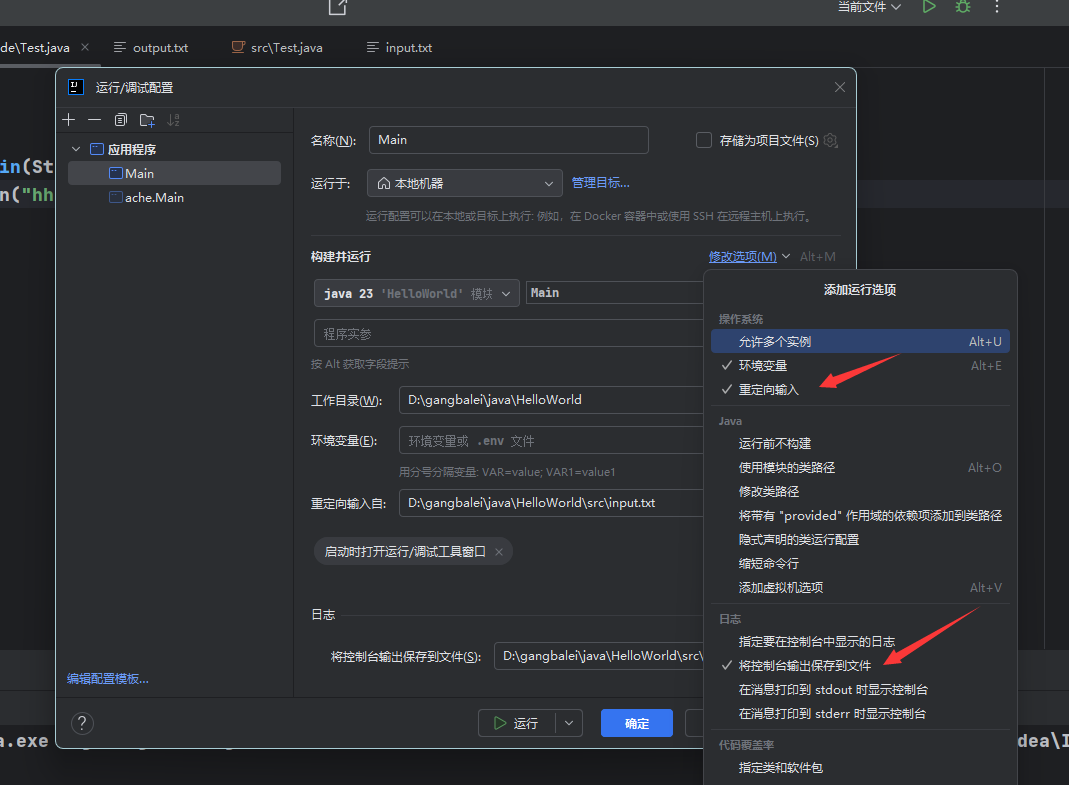 当前文件
de\Test.java
output.txt
src\Test.java
input.txt
in(St
n("hh
运行/调试配置
应用程序
Main
ache.Main
编辑配置模板...
名称(N):
Main
存储为项目文件(S)
运行于:
本地机器
管理目标...
运行配置可以在本地或目标上执行: 例如，在 Docker 容器中或使用 SSH 在远程主机上执行。
构建并运行
修改选项(M)
Alt+M
java 23 'HelloWorld' 模块
Main
程序实参
按 Alt 获取字段提示
工作目录(W):
D:\gangbalei\java\HelloWorld
环境变量(E):
环境变量或 .env 文件
用分号分隔变量: VAR=value; VAR1=value1
重定向输入自:
D:\gangbalei\java\HelloWorld\src\input.txt
启动时打开运行/调试工具窗口
日志
将控制台输出保存到文件(S):
D:\gangbalei\java\HelloWorld\src\
?
运行
确定
添加运行选项
操作系统
允许多个实例 Alt+U
环境变量 Alt+E
重定向输入
Java
运行前不构建
使用模块的类路径 Alt+O
修改类路径
将带有 "provided" 作用域的依赖项添加到类路径
隐式声明的类运行配置
缩短命令行
添加虚拟机选项 Alt+V
日志
指定要在控制台中显示的日志
将控制台输出保存到文件
在消息打印到 stdout 时显示控制台
在消息打印到 stderr 时显示控制台
代码覆盖率
指定类和软件包
a.exe
dea\I